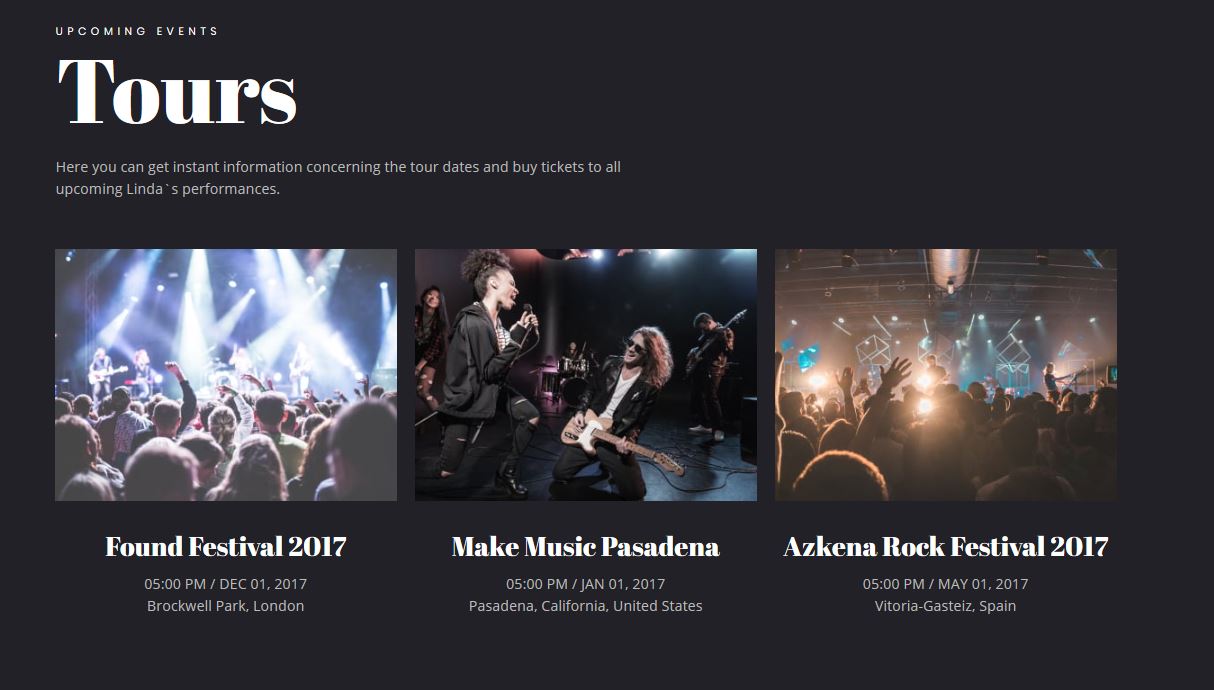 UPCOMING EVENTS
Tours
Here you can get instant information concerning the tour dates and buy tickets to all
upcoming Linda`s performances.
Found Festival 2017
05:00 PM / DEC 01, 2017
Brockwell Park, London
Make Music Pasadena
05:00 PM / JAN 01, 2017
Pasadena, California, United States
Azkena Rock Festival 2017
05:00 PM / MAY 01, 2017
Vitoria-Gasteiz, Spain